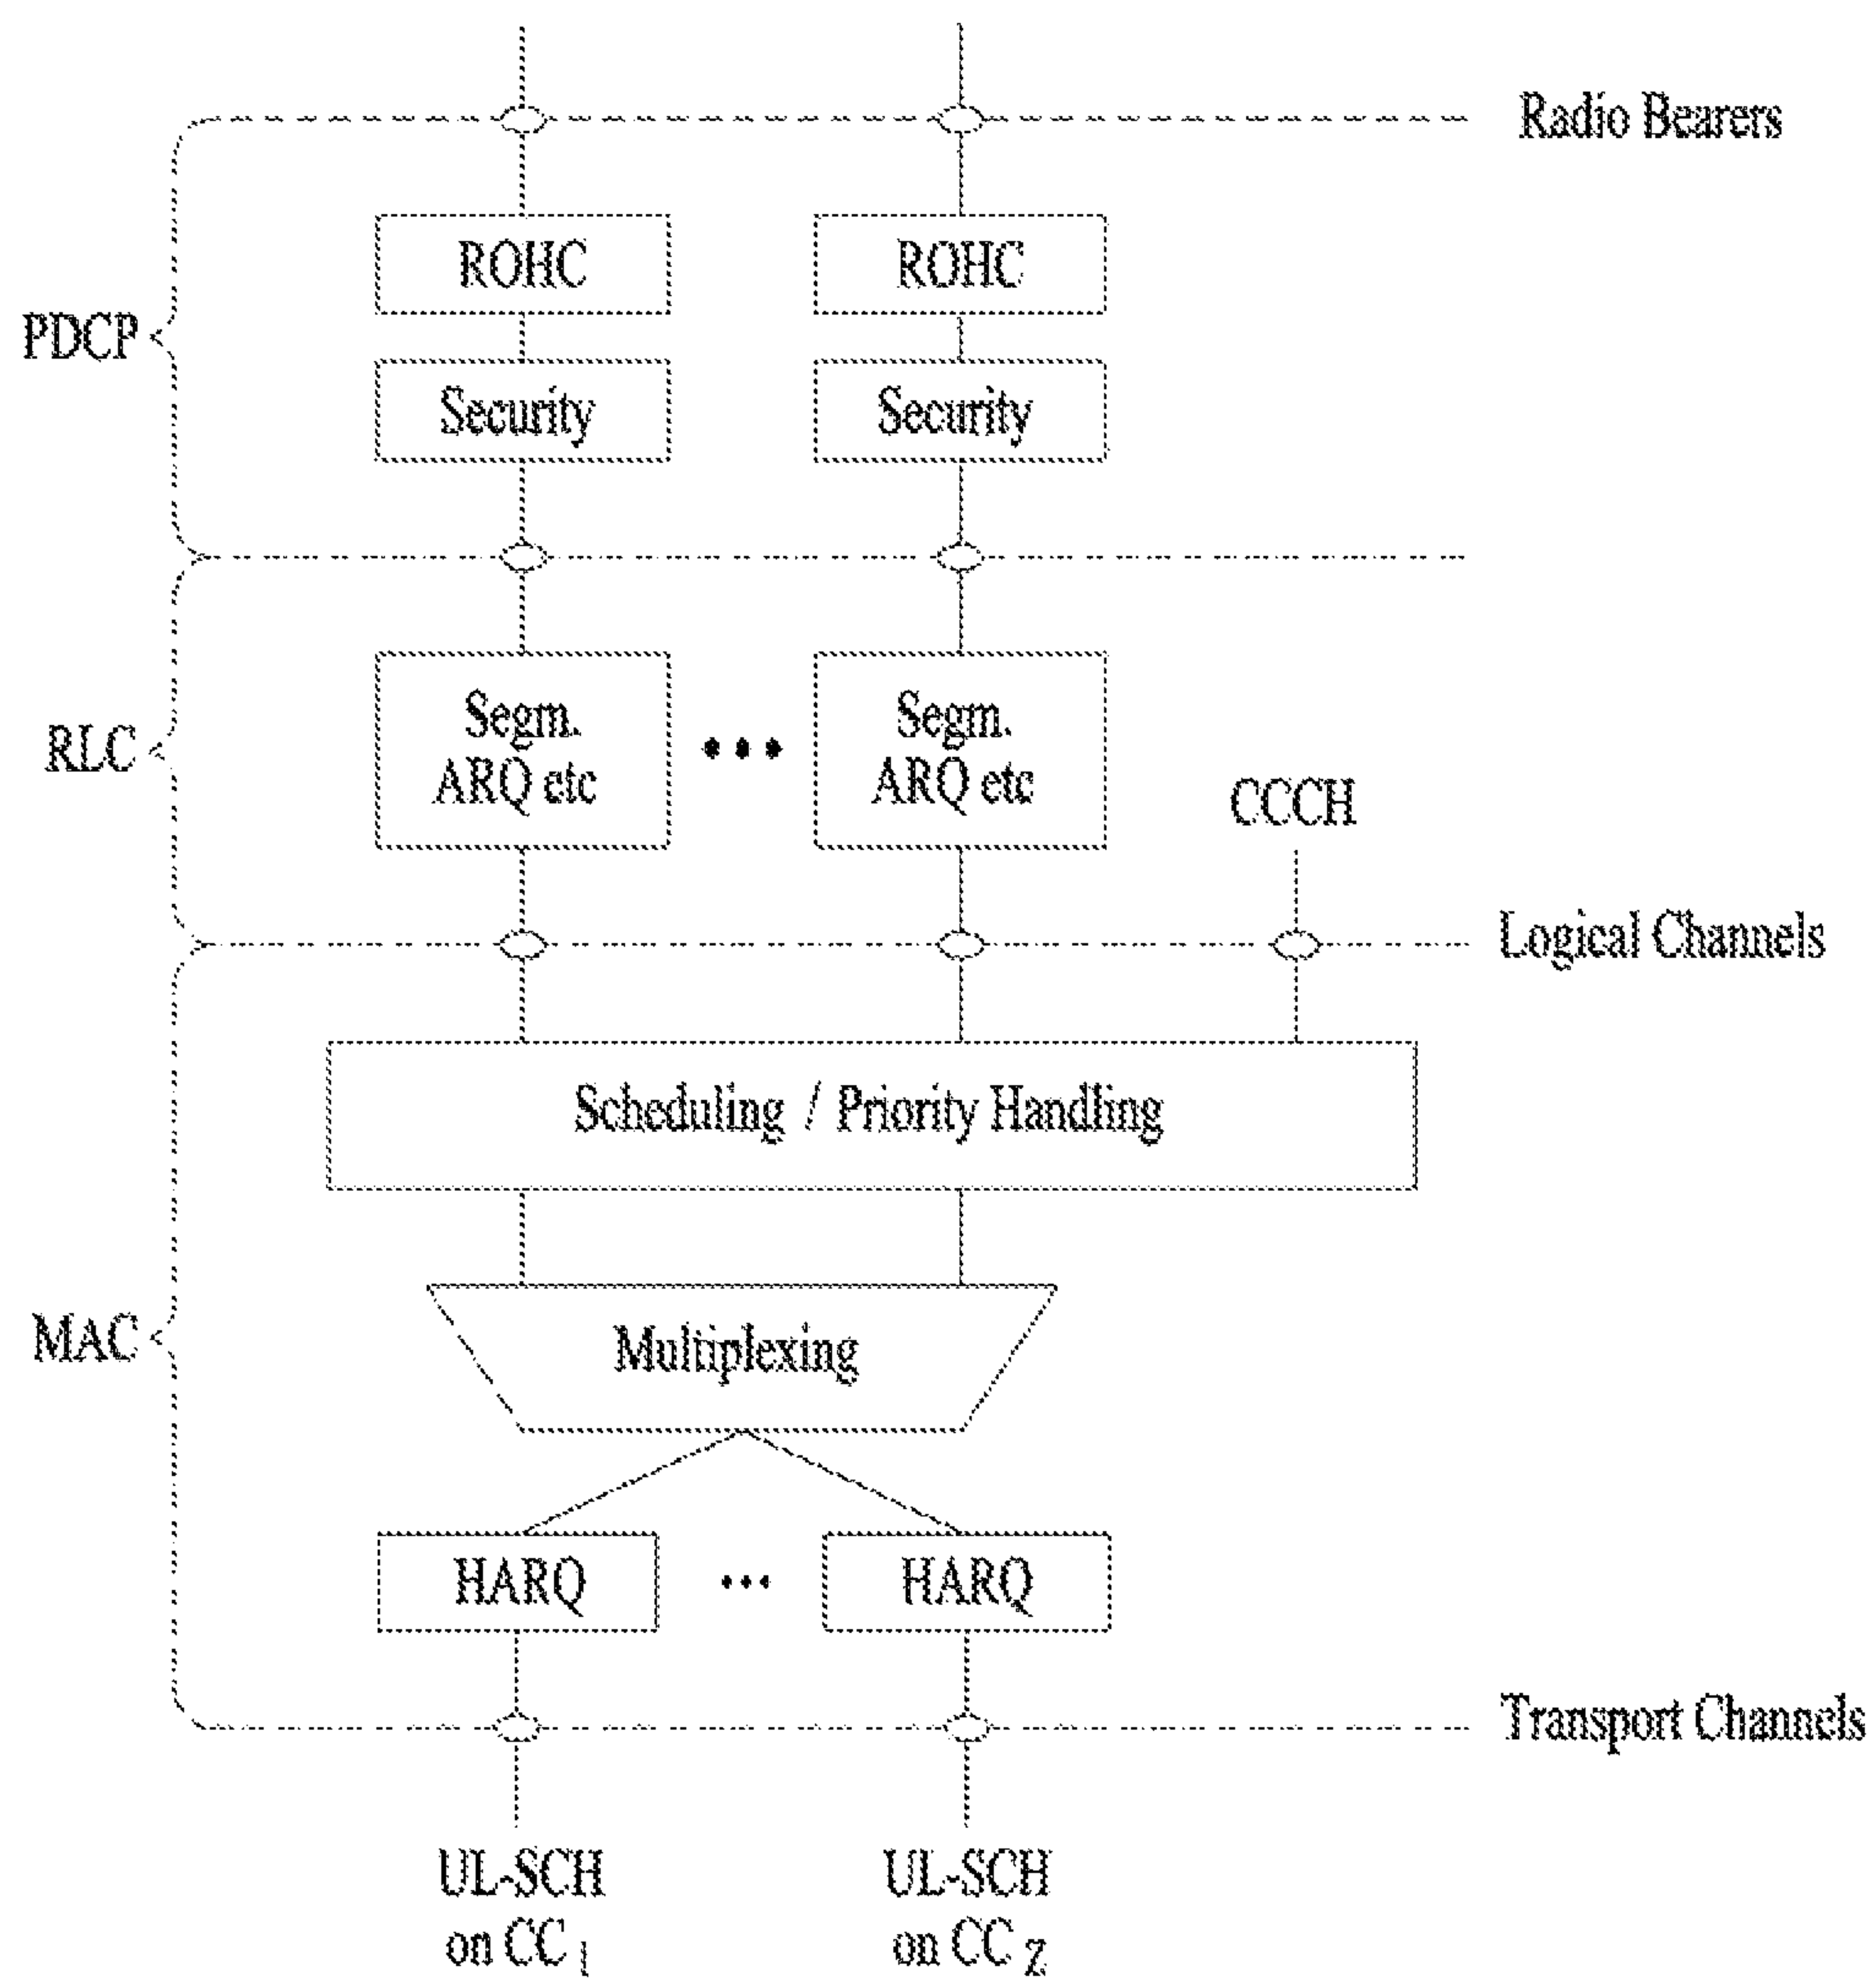 Radio Bearers
ROHC ROHC
PDCP
Security Security
Segm. Segm.
RLC
ARQ etc ARQ etc
CCCH
Logical Channels
Scheduling / Priority Handling
MAC
Multiplexing
HARQ HARQ
Transport Channels
UL-SCH UL-SCH
on CC 1 on CC Z